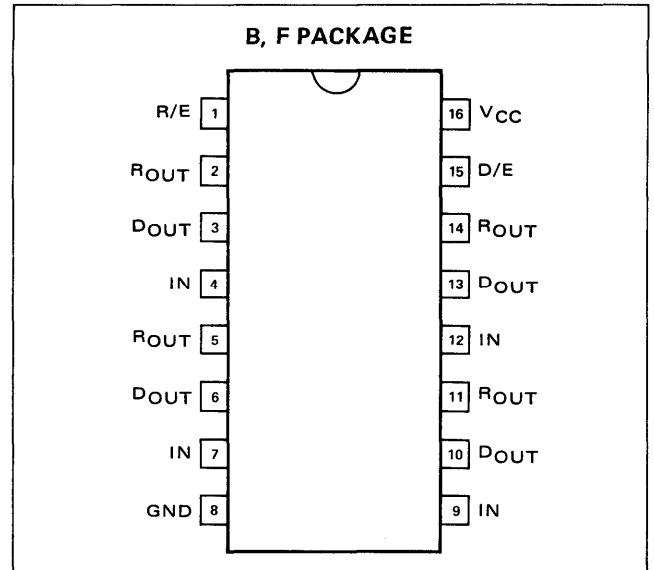 B, F PACKAGE
R/E 1 16 VCC
ROUT 2 15 D/E
DOUT 3 14 ROUT
IN 4 13 DOUT
ROUT 5 12 IN
DOUT 6 11 ROUT
IN 7 10 DOUT
GND 8 9 IN